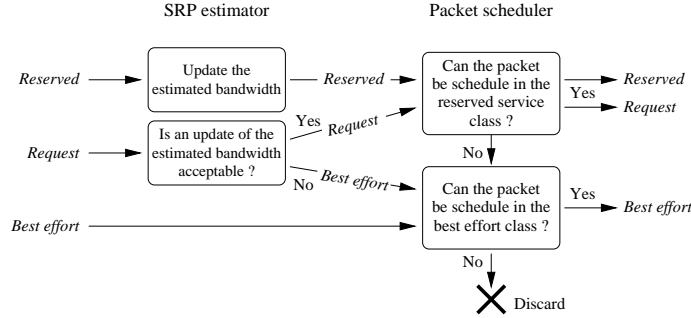 SRP estimator
Packet scheduler
Reserved
Update the
estimated bandwidth
Reserved
Can the packet
be schedule in the
reserved service
class ?
Reserved
Yes
Request
Request
Is an update of the
estimated bandwidth
acceptable ?
Yes
Request
No
Best effort
No
Can the packet
be schedule in the
best effort class ?
Yes
Best effort
Best effort
No
Discard